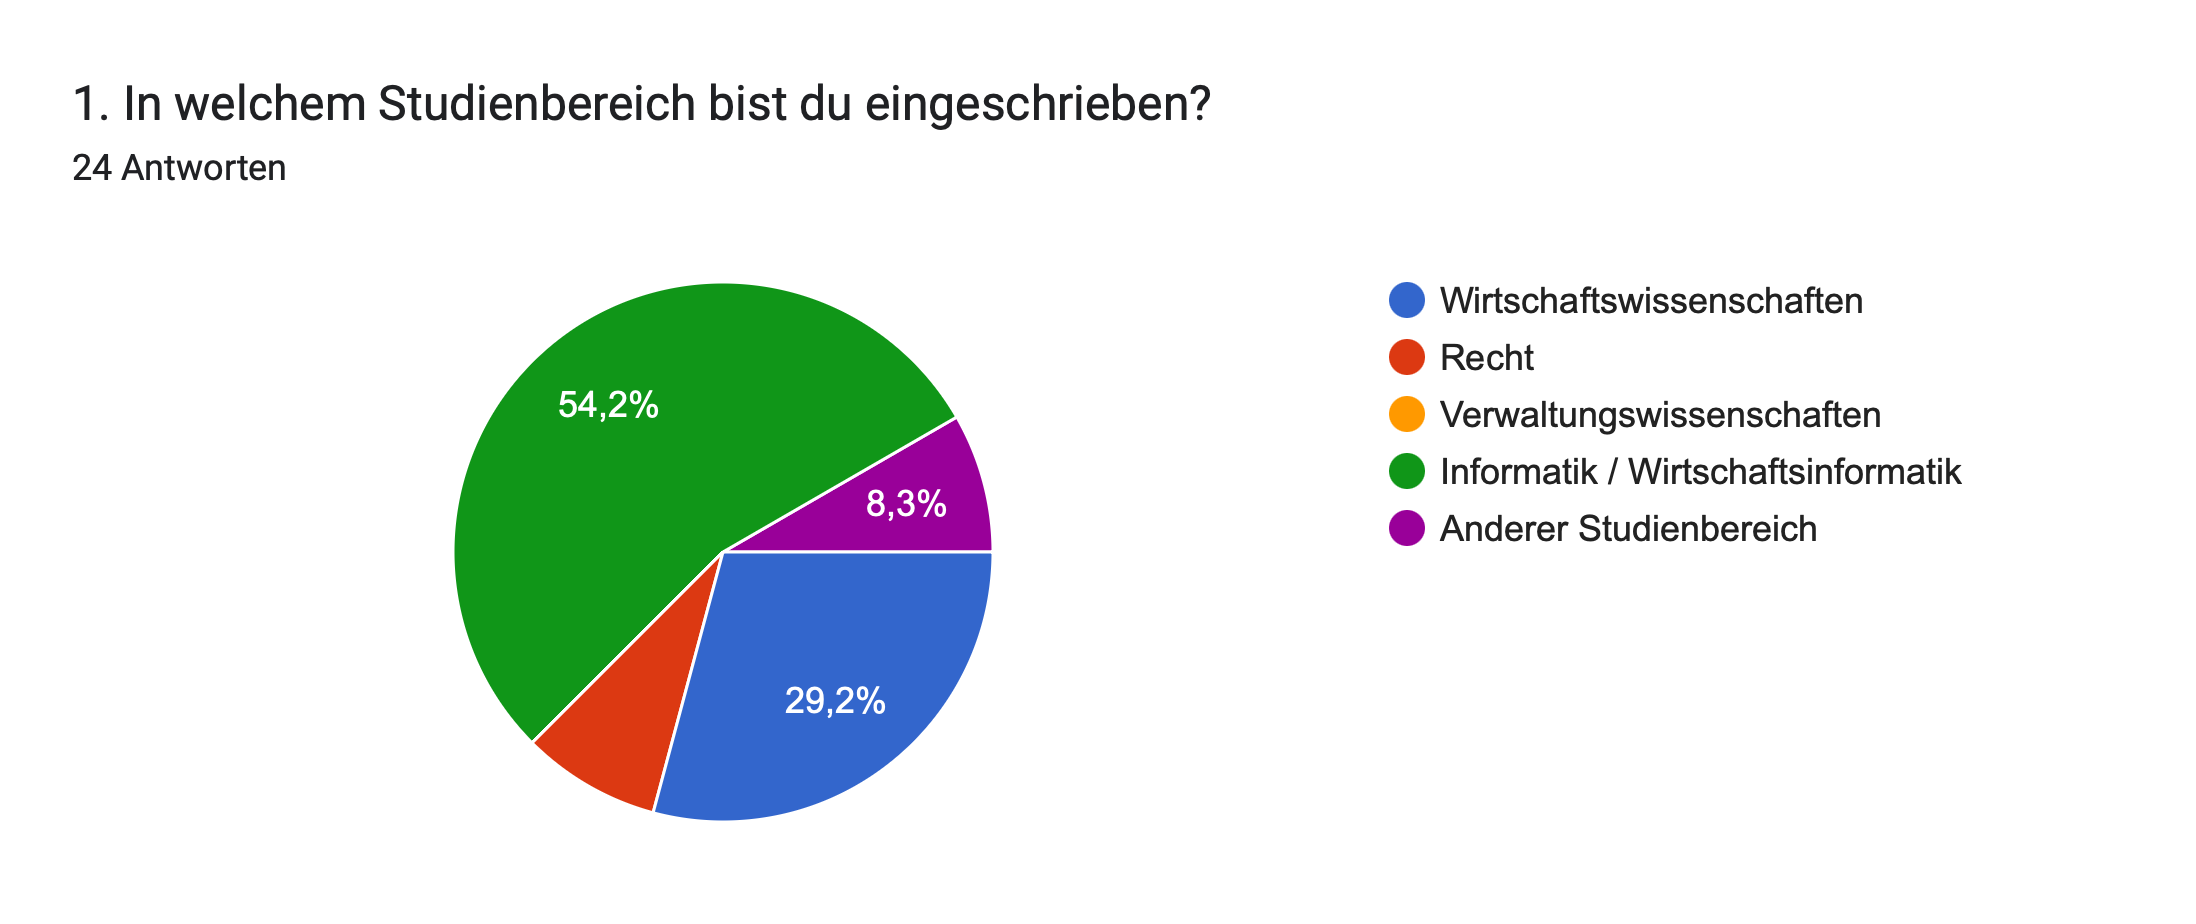 1. In welchem Studienbereich bist du eingeschrieben?
24 Antworten
54,2%
8,3%
29,2%
Wirtschaftswissenschaften
Recht
Verwaltungswissenschaften
Informatik / Wirtschaftsinformatik
Anderer Studienbereich